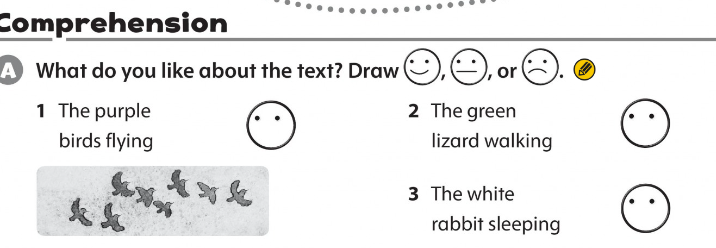 Comprehension
A What do you like about the text? Draw , , or .
1 The purple
birds flying
2 The green
lizard walking
3 The white
rabbit sleeping